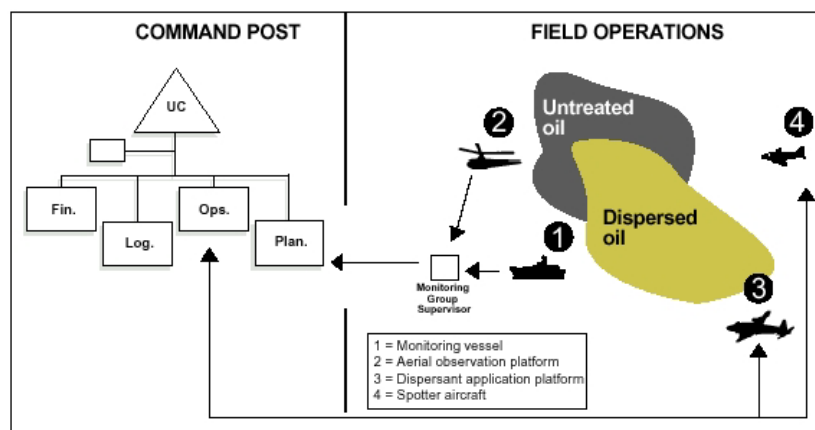 COMMAND POST
FIELD OPERATIONS
UC
Fin.
Log.
Ops.
Plan.
2
Untreated
oil
4
Dispersed
oil
1
3
Monitoring
Group
Supervisor
1 = Monitoring vessel
2 = Aerial observation platform
3 = Dispersant application platform
4 = Spotter aircraft